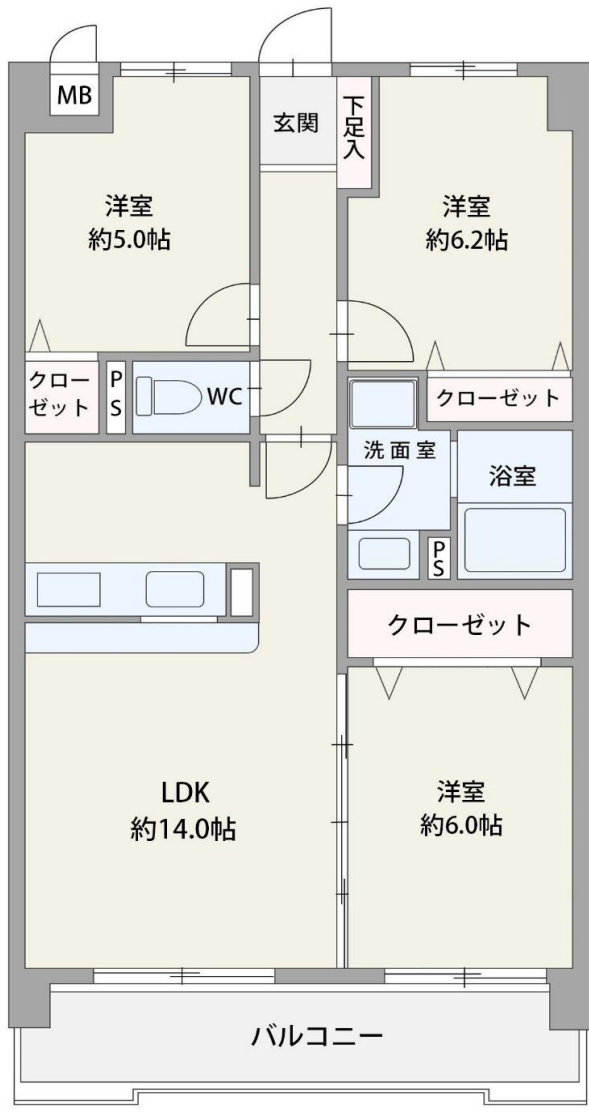 MB
玄関
下足入
洋室
約5.0帖
洋室
約6.2帖
クロー
ゼット
PS
WC
クローゼット
洗面室
浴室
PS
クローゼット
LDK
約14.0帖
洋室
約6.0帖
バルコニー